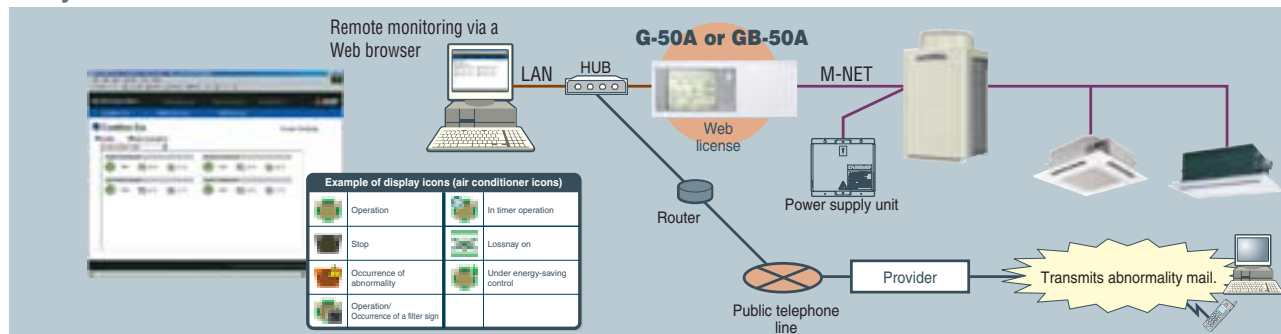 Remote monitoring via a
Web browser
LAN
HUB
G-50A or GB-50A
M-NET
Web
license
Power supply unit
Router
Example of display icons (air conditioner icons)
Operation
In timer operation
Stop
Lossnay on
Occurrence of
abnormality
Under energy-saving
control
Operation/
Occurrence of a filter sign
Public telephone
line
Provider
Transmits abnormality mail.